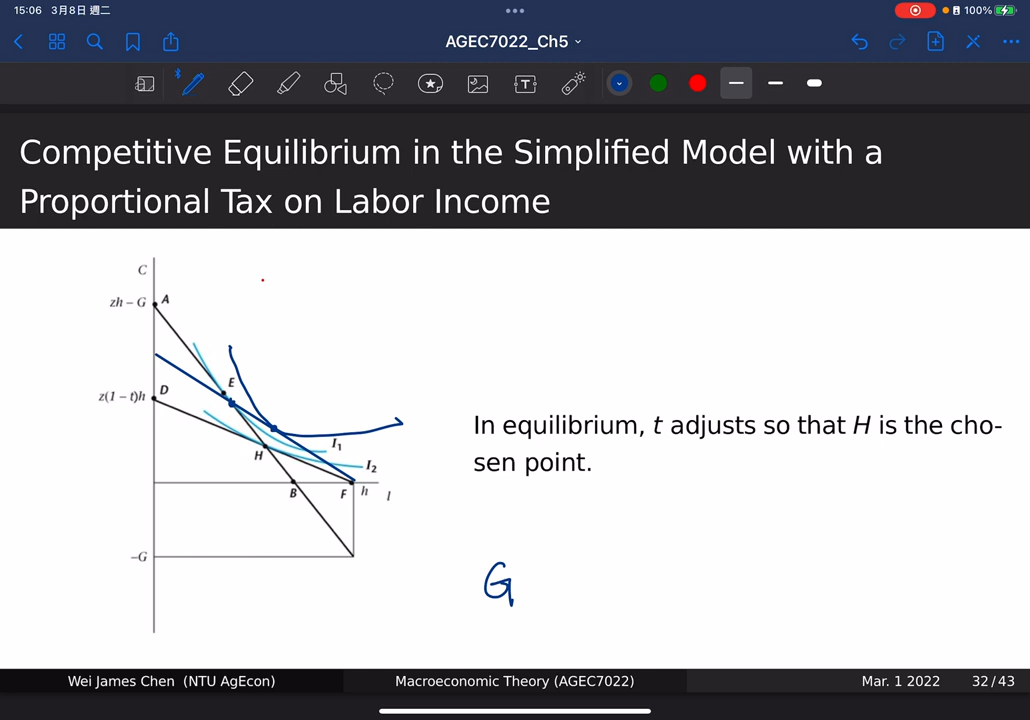 15:06 3月8日 週二
100%
AGEC7022_Ch5
T
Competitive Equilibrium in the Simplified Model with a
Proportional Tax on Labor Income
C
zh – G A
E
z(1 – t)h D
In equilibrium, t adjusts so that H is the cho-
sen point.
I1
H
I2
B F h l
–G
G
Wei James Chen (NTU AgEcon) Macroeconomic Theory (AGEC7022) Mar. 1 2022 32/43